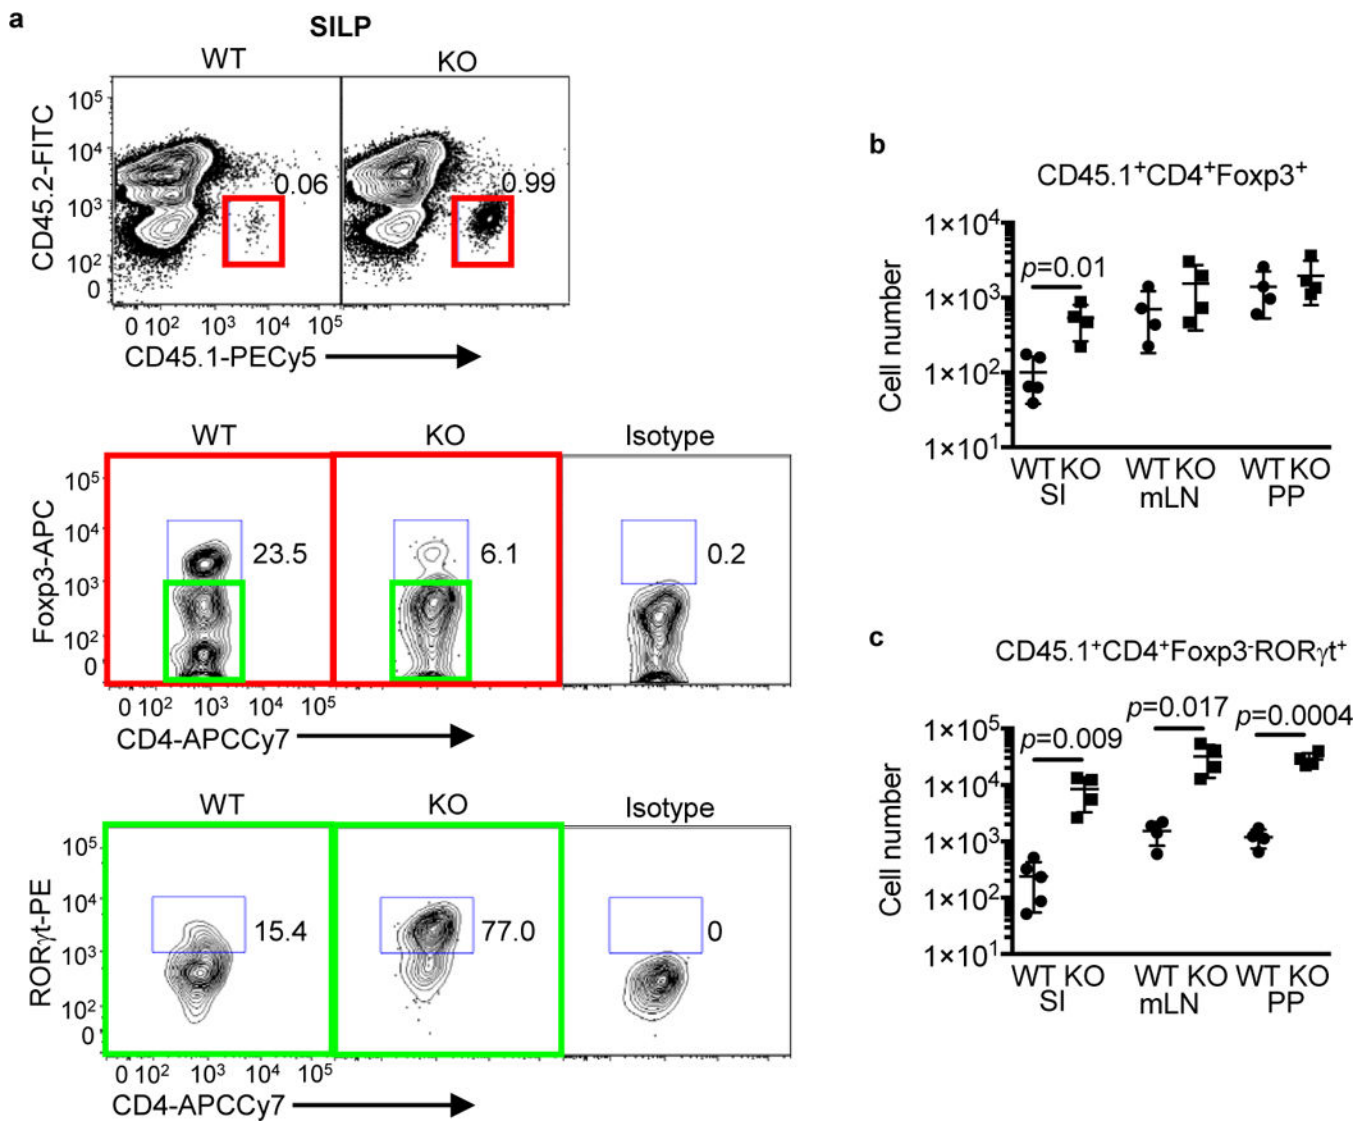 a
SILP
WT KO
CD45.2-FITC
10⁵
10⁴
10³
10²
0
0.06 0.99
0 10² 10³ 10⁴ 10⁵
CD45.1-PECy5
WT KO Isotype
Foxp3-APC
10⁵
10⁴
10³
10²
0
23.5 6.1 0.2
0 10² 10³ 10⁴ 10⁵
CD4-APCCy7
WT KO Isotype
RORγt-PE
10⁵
10⁴
10³
10²
0
15.4 77.0 0
0 10² 10³ 10⁴ 10⁵
CD4-APCCy7
b
CD45.1⁺CD4⁺Foxp3⁺
Cell number
1×10⁴
1×10³
1×10²
1×10¹
p=0.01
WT KO WT KO WT KO
SI mLN PP
c
CD45.1⁺CD4⁺Foxp3⁻RORγt⁺
Cell number
1×10⁵
1×10⁴
1×10³
1×10²
1×10¹
p=0.009 p=0.017 p=0.0004
WT KO WT KO WT KO
SI mLN PP